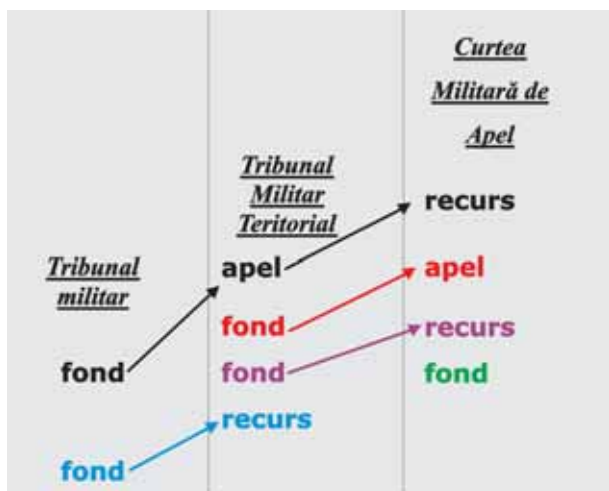 Tribunal
militar
fond
fond
Tribunal
Militar
Teritorial
apel
fond
fond
recurs
Curtea
Militară de
Apel
recurs
apel
recurs
fond